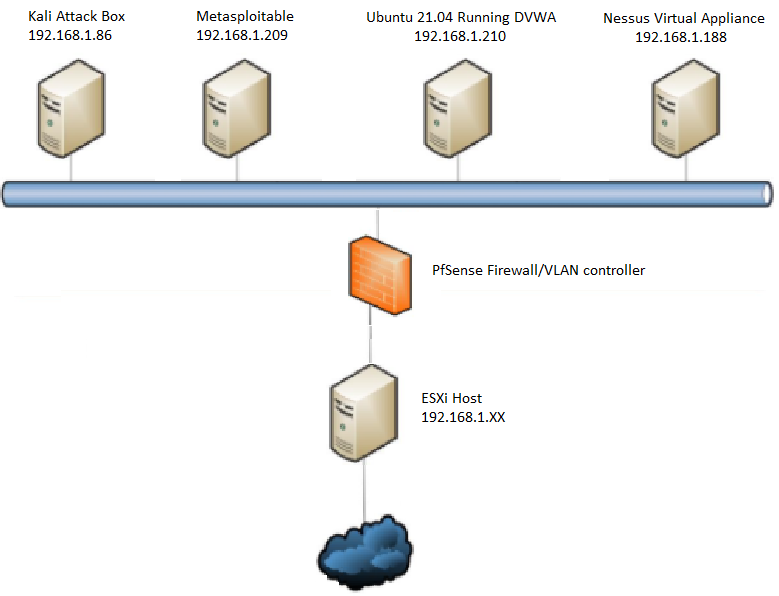 Kali Attack Box
192.168.1.86
Metasploitable
192.168.1.209
Ubuntu 21.04 Running DVWA
192.168.1.210
Nessus Virtual Appliance
192.168.1.188
PfSense Firewall/VLAN controller
ESXi Host
192.168.1.XX